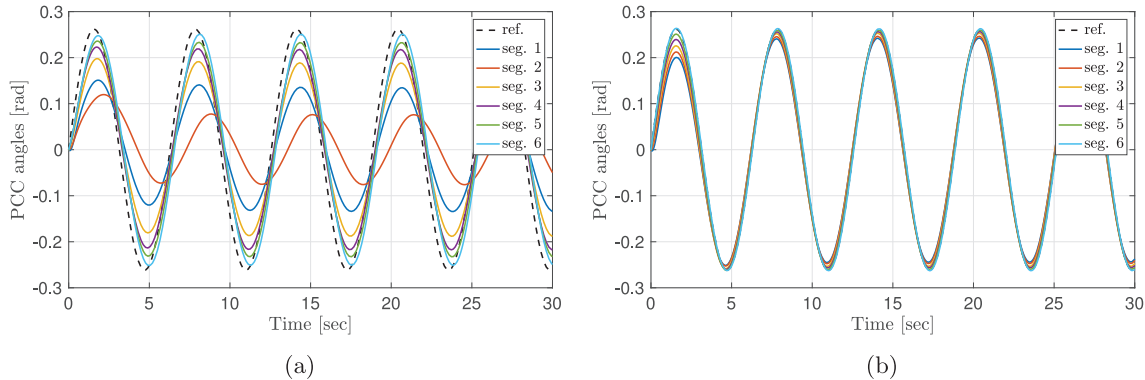 0.3
0.2
0.1
0
-0.1
-0.2
-0.3
PCC angles [rad]
0 5 10 15 20 25 30
Time [sec]
ref.
seg. 1
seg. 2
seg. 3
seg. 4
seg. 5
seg. 6
(a)
0.3
0.2
0.1
0
-0.1
-0.2
-0.3
PCC angles [rad]
0 5 10 15 20 25 30
Time [sec]
ref.
seg. 1
seg. 2
seg. 3
seg. 4
seg. 5
seg. 6
(b)